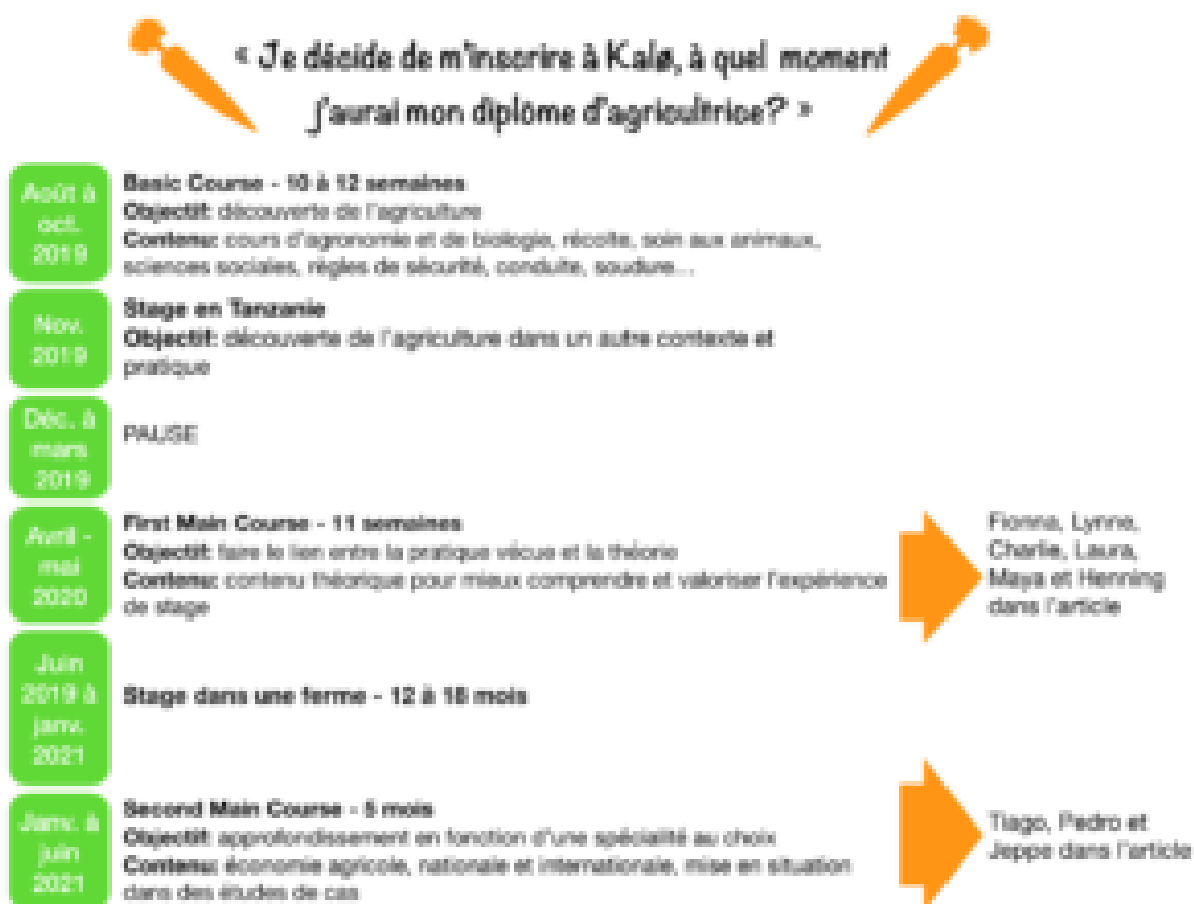 « Je décide de m'inscrire à Kalø, à quel moment
j'aurai mon diplôme d'agricultrice? »
Août à
oct.
2019
Basic Course - 10 à 12 semaines
Objectif: découverte de l'agriculture
Contenu: cours d'agronomie et de biologie, récolte, soin aux animaux,
sciences sociales, règles de sécurité, conduite, soudure...
Nov.
2019
Stage en Tanzanie
Objectif: découverte de l'agriculture dans un autre contexte et
pratique
Déc. à
mars
2019
PAUSE
Avril -
mai
2020
First Main Course - 11 semaines
Objectif: faire le lien entre la pratique vécue et la théorie
Contenu: contenu théorique pour mieux comprendre et valoriser l'expérience
de stage
Fionna, Lynne,
Charlie, Laura,
Maya et Henning
dans l'article
Juin
2019 à
janv.
2021
Stage dans une ferme - 12 à 18 mois
Janv. à
juin
2021
Second Main Course - 5 mois
Objectif: approfondissement en fonction d'une spécialité au choix
Contenu: économie agricole, nationale et internationale, mise en situation
dans des études de cas
Tiago, Pedro et
Jeppe dans l'article